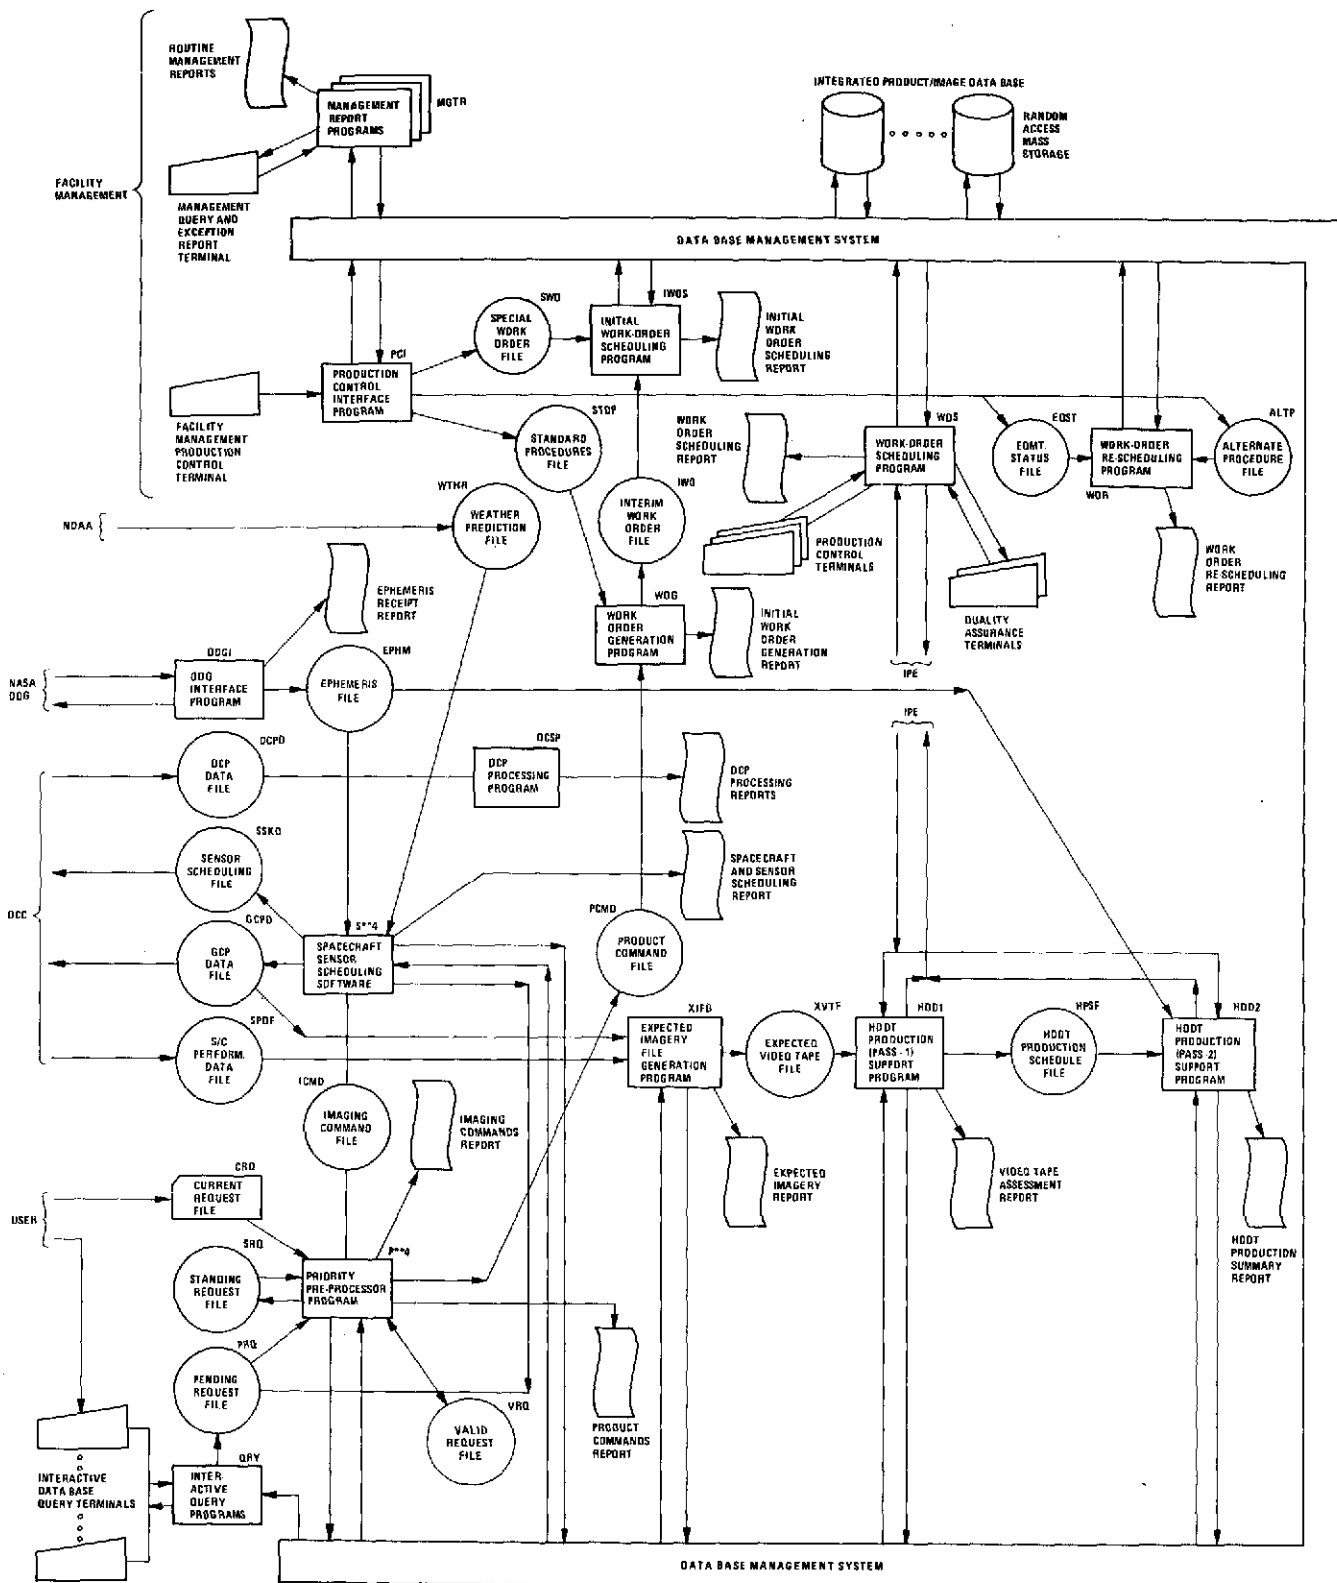 ROUTINE
MANAGEMENT
REPORTS
MANAGEMENT
REPORT
PROGRAMS
MGTR
INTEGRATED PRODUCT/IMAGE DATA BASE
RANDOM
ACCESS
MASS
STORAGE
FACILITY
MANAGEMENT
MANAGEMENT
QUERY AND
EXCEPTION
REPORT
TERMINAL
DATA BASE MANAGEMENT SYSTEM
SWO
SPECIAL
WORK
ORDER
FILE
IWOS
INITIAL
WORK-ORDER
SCHEDULING
PROGRAM
INITIAL
WORK
ORDER
SCHEDULING
REPORT
PCI
PRODUCTION
CONTROL
INTERFACE
PROGRAM
FACILITY
MANAGEMENT
PRODUCTION
CONTROL
TERMINAL
STDP
STANDARD
PROCEDURES
FILE
WORK
ORDER
SCHEDULING
REPORT
WOS
WORK-ORDER
SCHEDULING
PROGRAM
EQST
EQMT.
STATUS
FILE
WORK-ORDER
RE-SCHEDULING
PROGRAM
WOR
ALTP
ALTERNATE
PROCEDURE
FILE
WTHR
WEATHER
PREDICTION
FILE
IWO
INTERIM
WORK
ORDER
FILE
NOAA
PRODUCTION
CONTROL
TERMINALS
WORK
ORDER
RE-SCHEDULING
REPORT
EPHEMERIS
RECEIPT
REPORT
WOG
WORK
ORDER
GENERATION
PROGRAM
INITIAL
WORK
ORDER
GENERATION
REPORT
QUALITY
ASSURANCE
TERMINALS
NASA
ODG
ODGI
ODG
INTERFACE
PROGRAM
EPHM
EPHEMERIS
FILE
IPE
IPE
DCPD
DCP
DATA
FILE
DCSP
DCP
PROCESSING
PROGRAM
DCP
PROCESSING
REPORTS
SSKD
SENSOR
SCHEDULING
FILE
SPACECRAFT
AND SENSOR
SCHEDULING
REPORT
OCC
GCPD
GCP
DATA
FILE
S**4
SPACECRAFT
SENSOR
SCHEDULING
SOFTWARE
PCMD
PRODUCT
COMMAND
FILE
SPDF
S/C
PERFORM.
DATA FILE
XIFG
EXPECTED
IMAGERY
FILE
GENERATION
PROGRAM
XVTF
EXPECTED
VIDEO TAPE
FILE
HDD1
HDDT
PRODUCTION
(PASS - 1)
SUPPORT
PROGRAM
HPSF
HDDT
PRODUCTION
SCHEDULE
FILE
HDD2
HDDT
PRODUCTION
(PASS - 2)
SUPPORT
PROGRAM
ICMD
IMAGING
COMMAND
FILE
IMAGING
COMMANDS
REPORT
EXPECTED
IMAGERY
REPORT
VIDEO TAPE
ASSESSMENT
REPORT
HDDT
PRODUCTION
SUMMARY
REPORT
USER
CRQ
CURRENT
REQUEST
FILE
SRQ
STANDING
REQUEST
FILE
P**4
PRIORITY
PRE-PROCESSOR
PROGRAM
PRQ
PENDING
REQUEST
FILE
VRQ
VALID
REQUEST
FILE
PRODUCT
COMMANDS
REPORT
INTERACTIVE
DATA BASE
QUERY TERMINALS
QRY
INTER-
ACTIVE
QUERY
PROGRAMS
DATA BASE MANAGEMENT SYSTEM